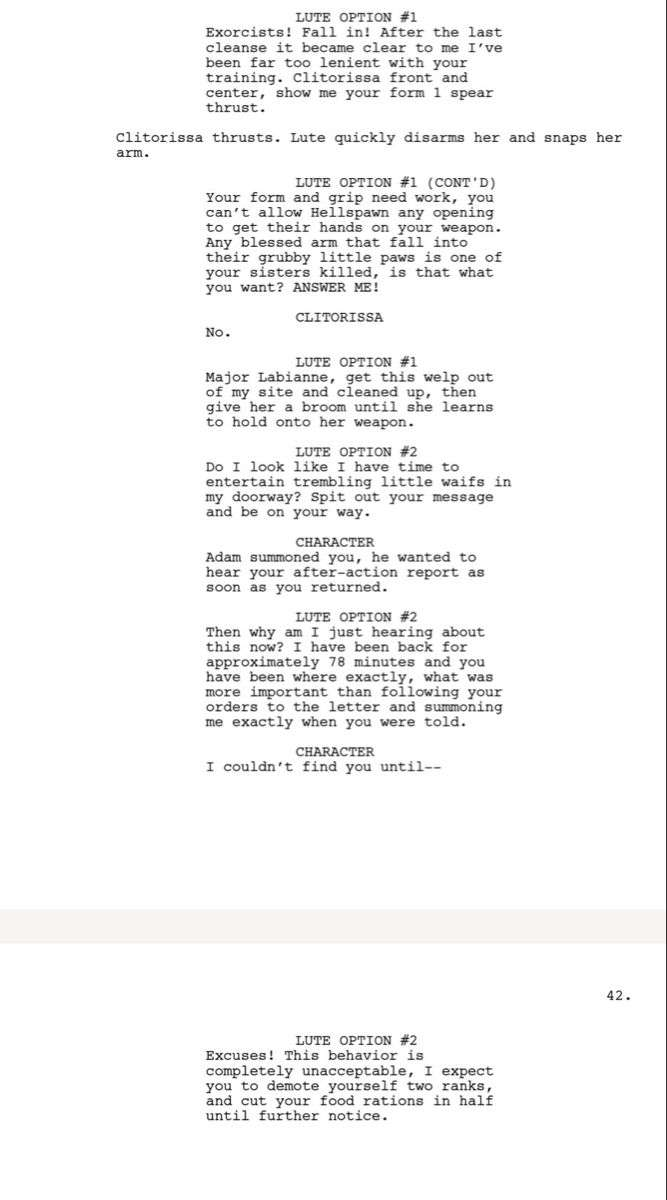 LUTE OPTION #1
Exorcists! Fall in! After the last
cleanse it became clear to me I've
been far too lenient with your
training. Clitorissa front and
center, show me your form 1 spear
thrust.
Clitorissa thrusts. Lute quickly disarms her and snaps her
arm.
LUTE OPTION #1 (CONT'D)
Your form and grip need work, you
can't allow Hellspawn any opening
to get their hands on your weapon.
Any blessed arm that fall into
their grubby little paws is one of
your sisters killed, is that what
you want? ANSWER ME!
CLITORISSA
No.
LUTE OPTION #1
Major Labianne, get this welp out
of my site and cleaned up, then
give her a broom until she learns
to hold onto her weapon.
LUTE OPTION #2
Do I look like I have time to
entertain trembling little waifs in
my doorway? Spit out your message
and be on your way.
CHARACTER
Adam summoned you, he wanted to
hear your after-action report as
soon as you returned.
LUTE OPTION #2
Then why am I just hearing about
this now? I have been back for
approximately 78 minutes and you
have been where exactly, what was
more important than following your
orders to the letter and summoning
me exactly when you were told.
CHARACTER
I couldn't find you until--
42.
LUTE OPTION #2
Excuses! This behavior is
completely unacceptable, I expect
you to demote yourself two ranks,
and cut your food rations in half
until further notice.